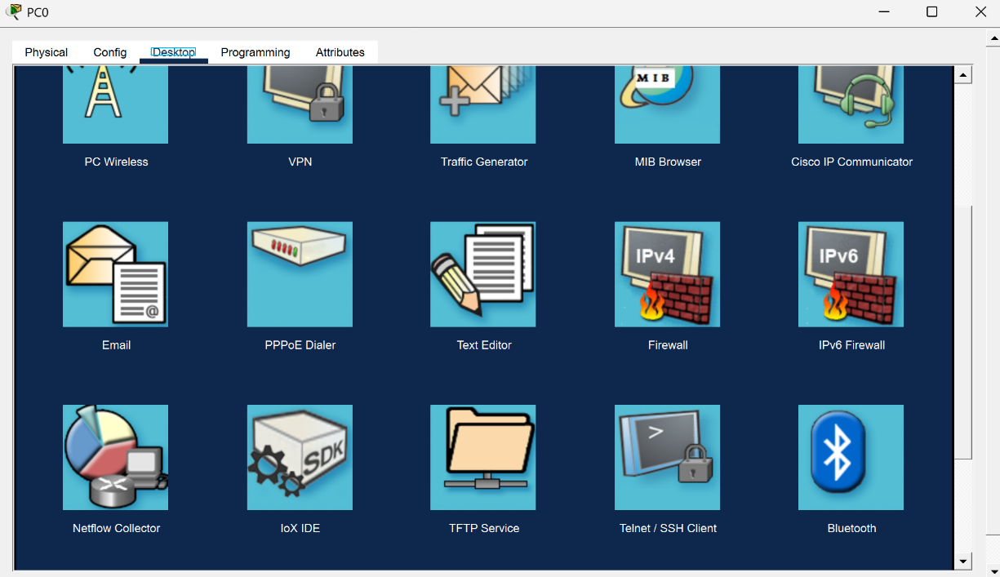 PC0
Physical Config Desktop Programming Attributes
MIB
PC Wireless VPN Traffic Generator MIB Browser Cisco IP Communicator
IPv4 IPv6
@
Email PPPoE Dialer Text Editor Firewall IPv6 Firewall
>
SDK
Netflow Collector IoX IDE TFTP Service Telnet / SSH Client Bluetooth